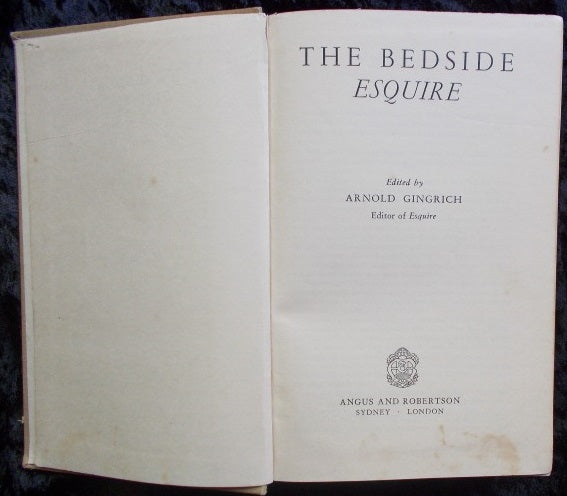 THE BEDSIDE
ESQUIRE
Edited by
ARNOLD GINGRICH
Editor of Esquire
ANGUS AND ROBERTSON
SYDNEY · LONDON